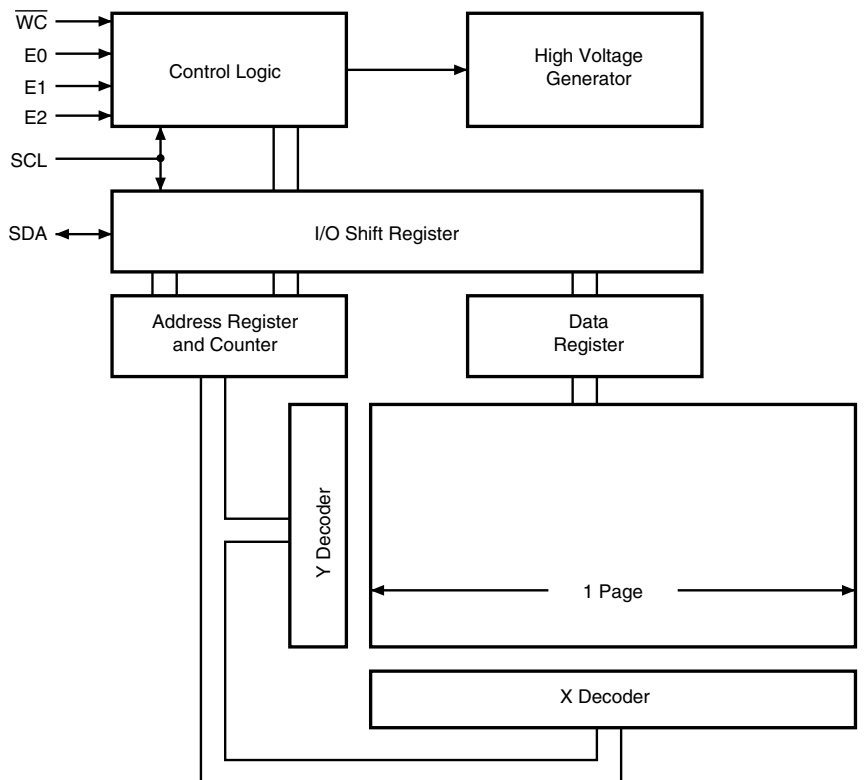 W̅C̅
E0
E1
E2
SCL
SDA
Control Logic
High Voltage
Generator
I/O Shift Register
Address Register
and Counter
Data
Register
Y Decoder
1 Page
X Decoder